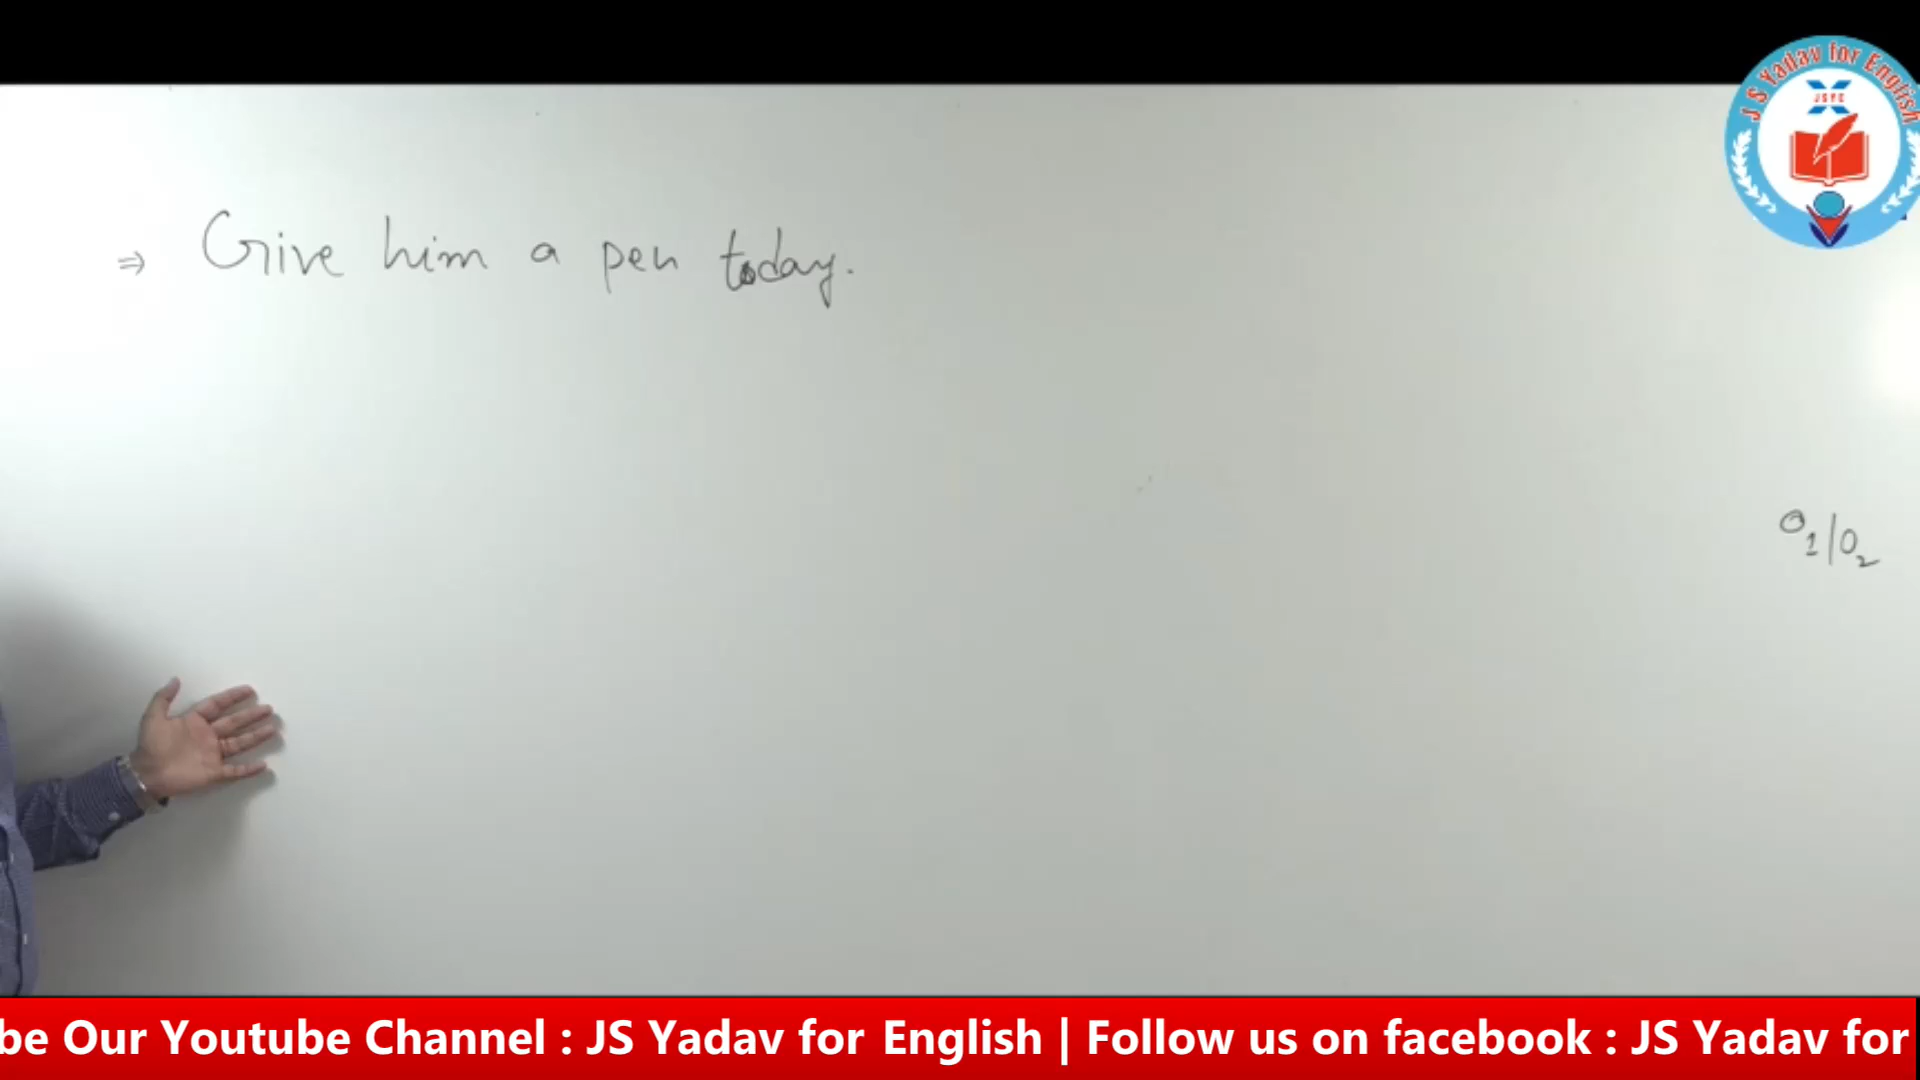 J S Yadav for English
JSYE
⇒ Give him a pen today.
O₁/O₂
be Our Youtube Channel : JS Yadav for English | Follow us on facebook : JS Yadav for